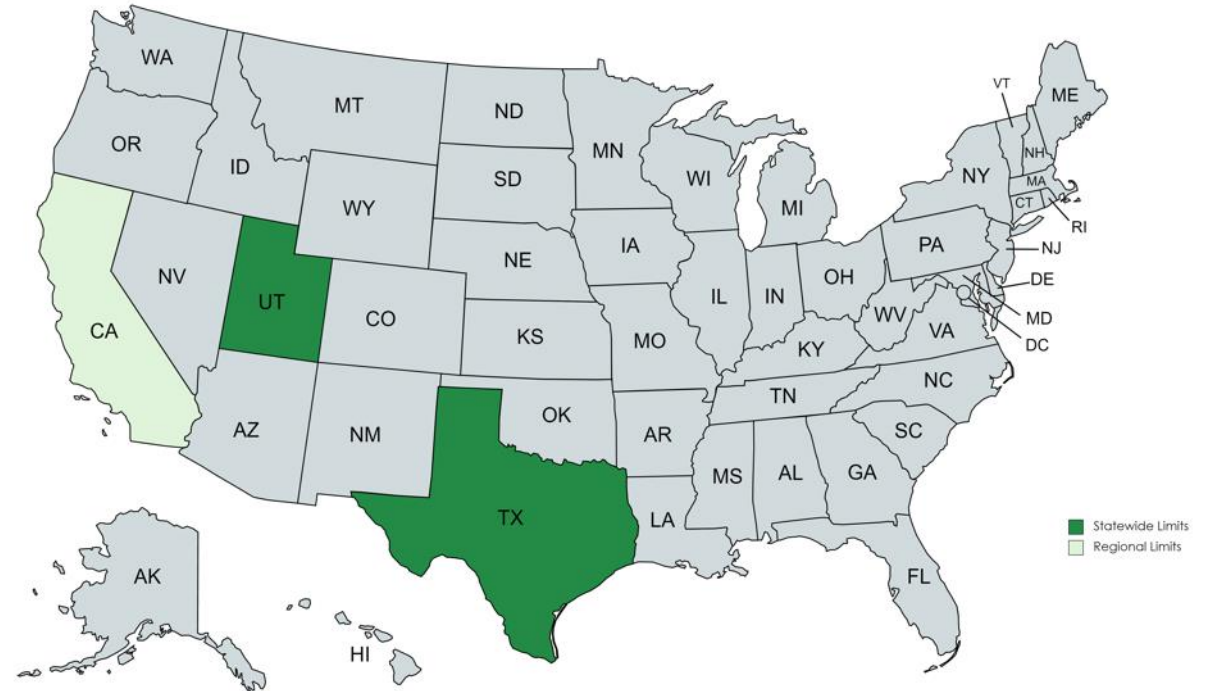 WA
MT
ND
MN
OR
ID
SD
WY
WI
MI
NY
VT
ME
NH
MA
CT
RI
NV
UT
CA
CO
NE
IA
IL
IN
OH
PA
NJ
DE
MD
DC
KS
MO
KY
WV
VA
AZ
NM
OK
AR
TN
NC
SC
MS
AL
GA
TX
LA
FL
AK
HI
Statewide Limits
Regional Limits